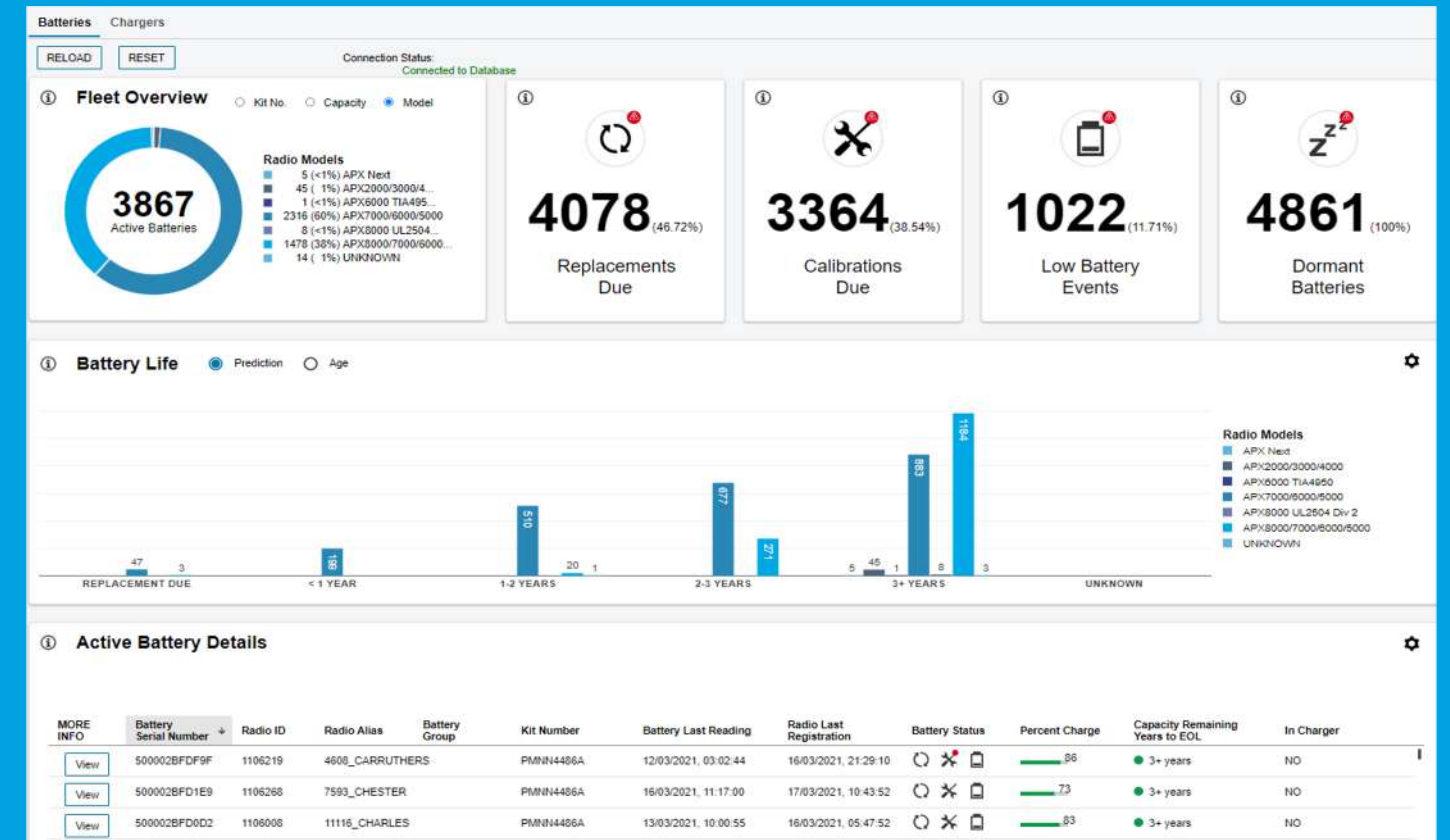 Batteries Chargers
RELOAD RESET Connection Status:
Connected to Database
Fleet Overview Kit No. Capacity Model
3867
Active Batteries
Radio Models
5 (<1%) APX Next
45 ( 1%) APX2000/3000/4...
1 (<1%) APX6000 TIA495...
2316 (60%) APX7000/6000/5000
8 (<1%) APX8000 UL2504...
1478 (38%) APX8000/7000/6000...
14 ( 1%) UNKNOWN
4078 (46.72%)
Replacements
Due
3364 (38.54%)
Calibrations
Due
1022 (11.71%)
Low Battery
Events
zzz
4861 (100%)
Dormant
Batteries
Battery Life Prediction Age
47 3
510 20 1
677 271
5 45 1 883 8 1184 3
REPLACEMENT DUE < 1 YEAR 1-2 YEARS 2-3 YEARS 3+ YEARS UNKNOWN
Radio Models
APX Next
APX2000/3000/4000
APX6000 TIA4950
APX7000/6000/5000
APX8000 UL2504 Div 2
APX8000/7000/6000/5000
UNKNOWN
Active Battery Details
MORE INFO Battery Serial Number Radio ID Radio Alias Battery Group Kit Number Battery Last Reading Radio Last Registration Battery Status Percent Charge Capacity Remaining Years to EOL In Charger
View 500002BFDF9F 1106219 4608_CARRUTHERS PMNN4486A 12/03/2021, 03:02:44 16/03/2021, 21:29:10 86 3+ years NO
View 500002BFD1E9 1106268 7593_CHESTER PMNN4486A 16/03/2021, 11:17:00 17/03/2021, 10:43:52 73 3+ years NO
View 500002BFD0D2 1106008 11116_CHARLES PMNN4486A 13/03/2021, 10:00:55 16/03/2021, 05:47:52 83 3+ years NO